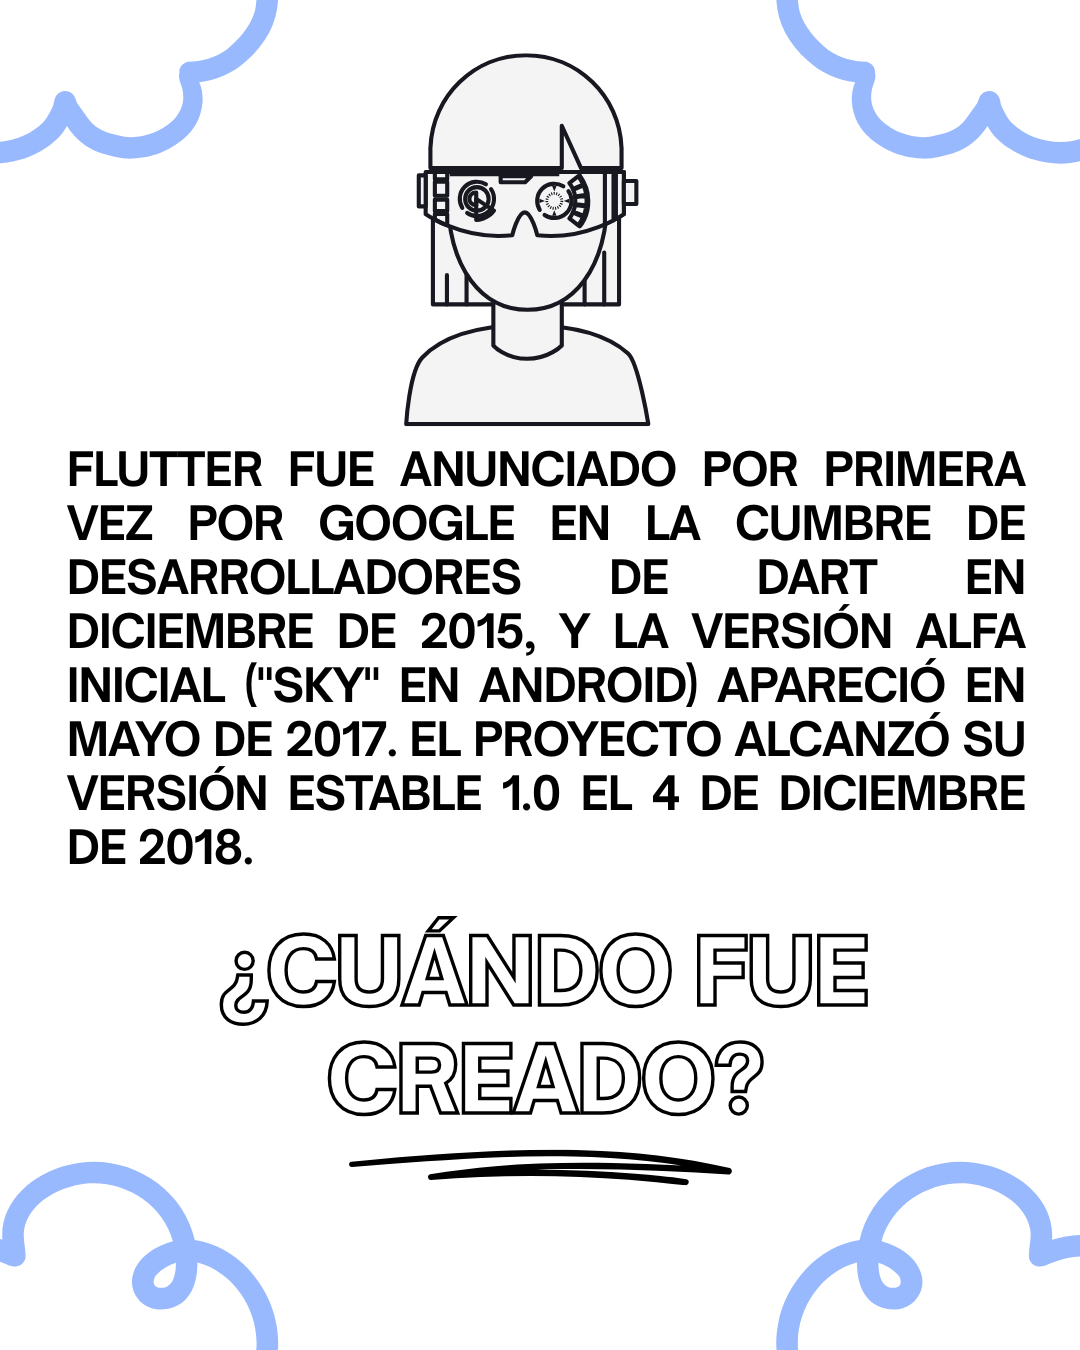 FLUTTER FUE ANUNCIADO POR PRIMERA
VEZ POR GOOGLE EN LA CUMBRE DE
DESARROLLADORES DE DART EN
DICIEMBRE DE 2015, Y LA VERSIÓN ALFA
INICIAL ("SKY" EN ANDROID) APARECIÓ EN
MAYO DE 2017. EL PROYECTO ALCANZÓ SU
VERSIÓN ESTABLE 1.0 EL 4 DE DICIEMBRE
DE 2018.
¿CUÁNDO FUE
CREADO?